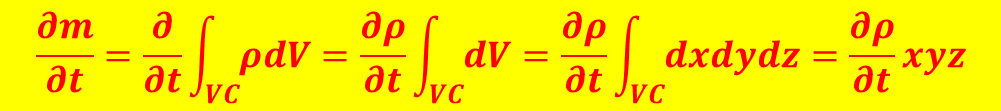 ∂m/∂t = ∂/∂t ∫_VC ρdV = ∂ρ/∂t ∫_VC dV = ∂ρ/∂t ∫_VC dxdydz = ∂ρ/∂t xyz